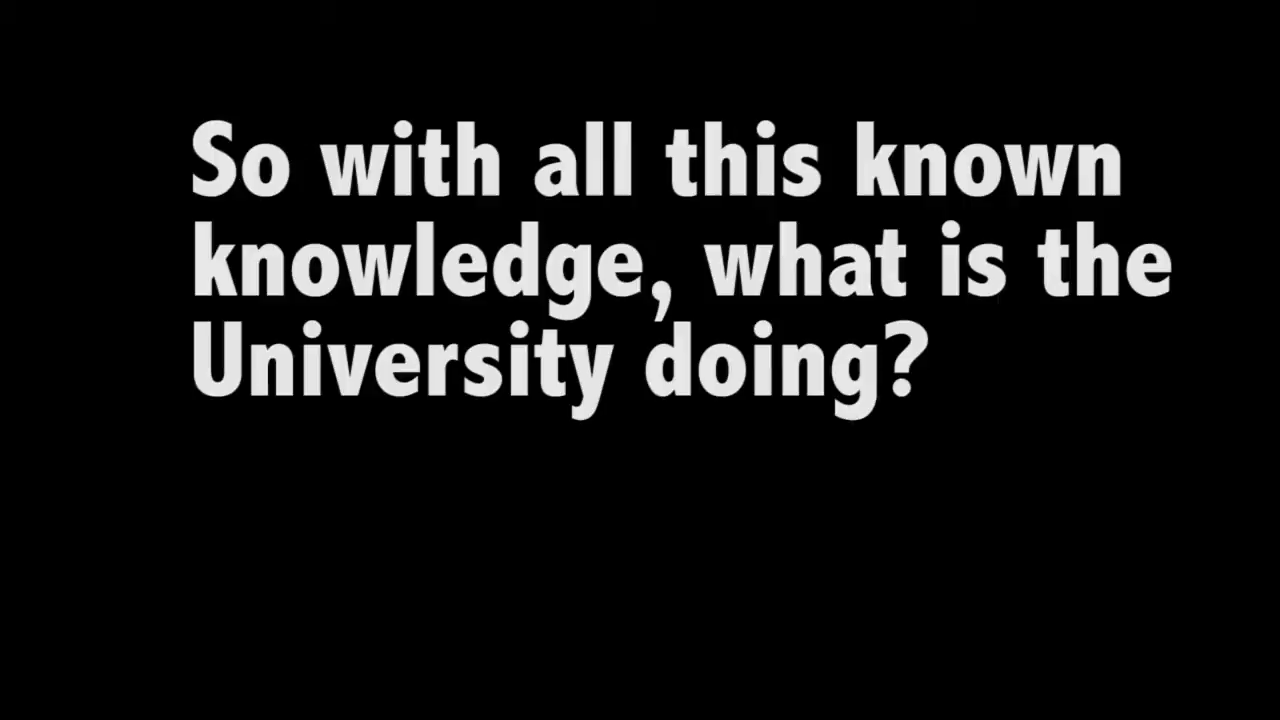 So with all this known
knowledge, what is the
University doing?